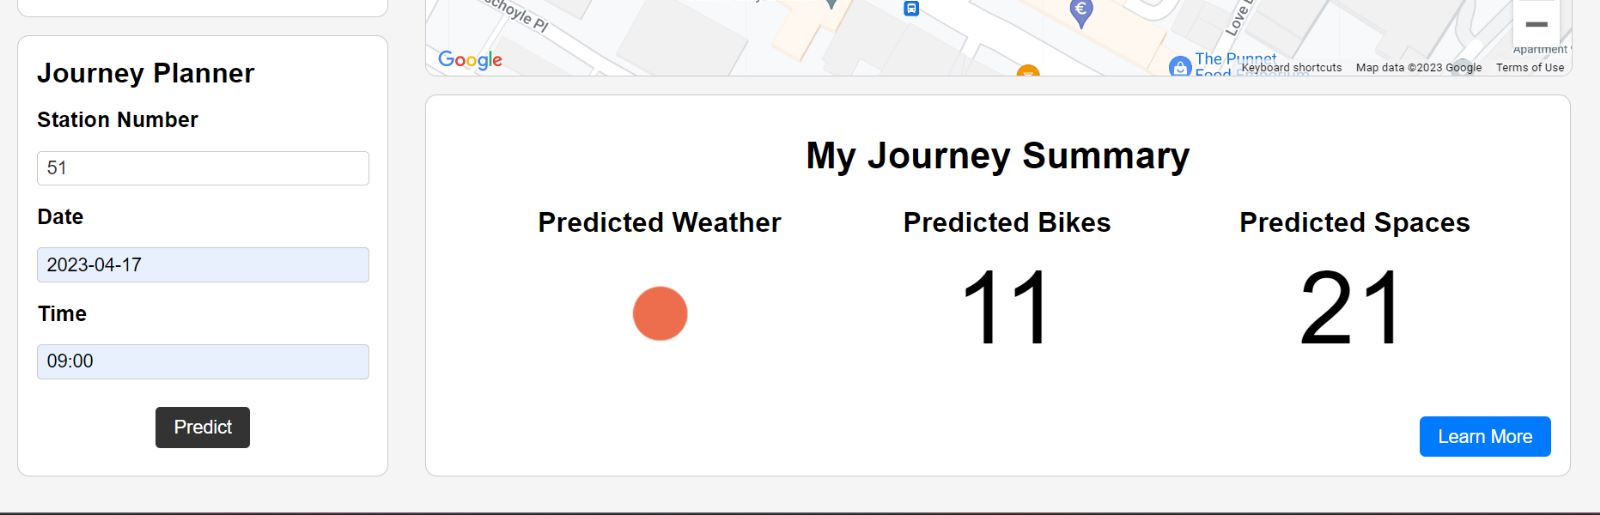 Journey Planner
Station Number
51
Date
2023-04-17
Time
09:00
Predict
choyle Pl
Love
€
Google
The Punnet
Food Emporium
Apartment
Keyboard shortcuts
Map data ©2023 Google
Terms of Use
My Journey Summary
Predicted Weather
Predicted Bikes
Predicted Spaces
11
21
Learn More